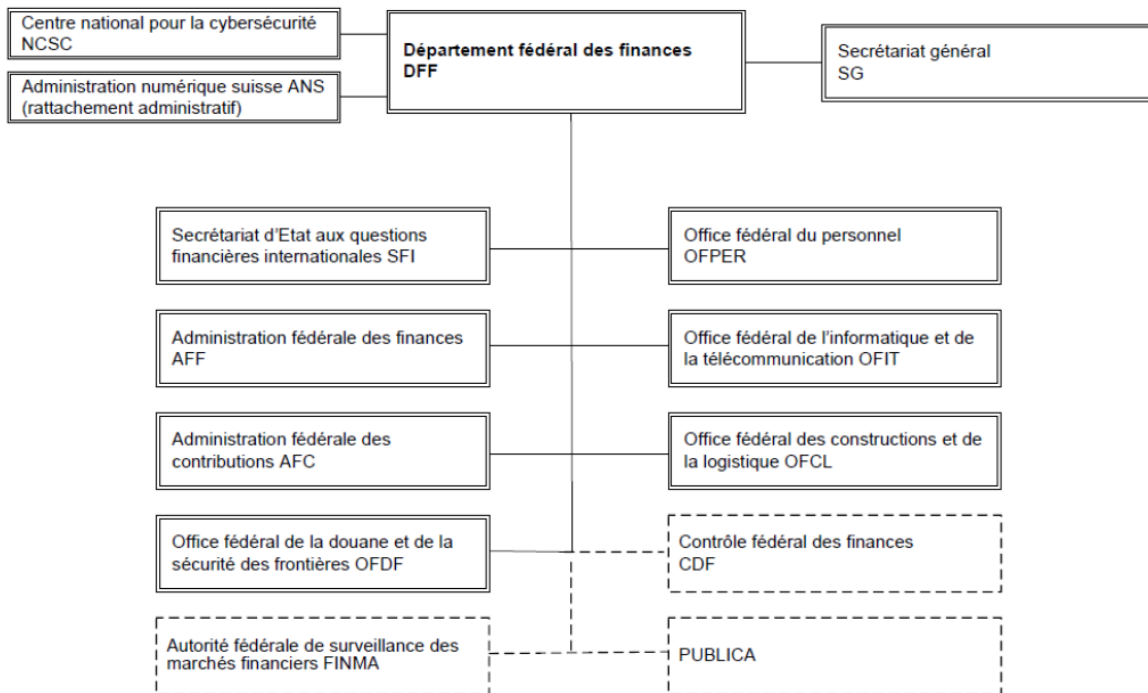 Centre national pour la cybersécurité
NCSC
Administration numérique suisse ANS
(rattachement administratif)
Département fédéral des finances
DFF
Secrétariat général
SG
Secrétariat d'Etat aux questions
financières internationales SFI
Office fédéral du personnel
OFPER
Administration fédérale des finances
AFF
Office fédéral de l'informatique et de
la télécommunication OFIT
Administration fédérale des
contributions AFC
Office fédéral des constructions et de
la logistique OFCL
Office fédéral de la douane et de la
sécurité des frontières OFDF
Contrôle fédéral des finances
CDF
Autorité fédérale de surveillance des
marchés financiers FINMA
PUBLICA